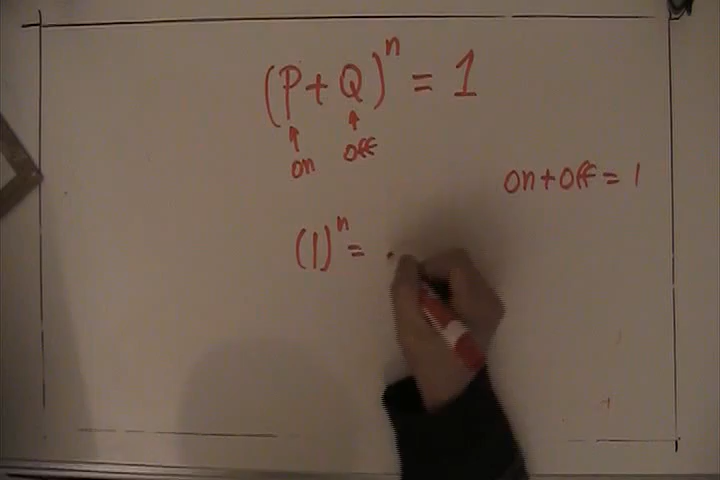 (P+Q)^n = 1
↑ ↑
on off
on+off = 1
(1)^n =